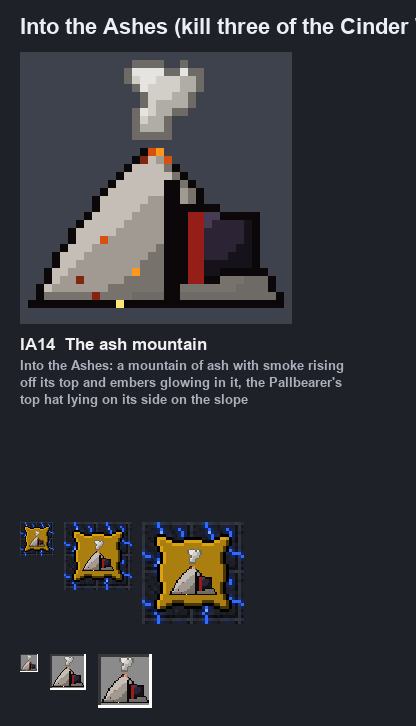 Into the Ashes (kill three of the Cinder
IA14 The ash mountain
Into the Ashes: a mountain of ash with smoke rising
off its top and embers glowing in it, the Pallbearer's
top hat lying on its side on the slope